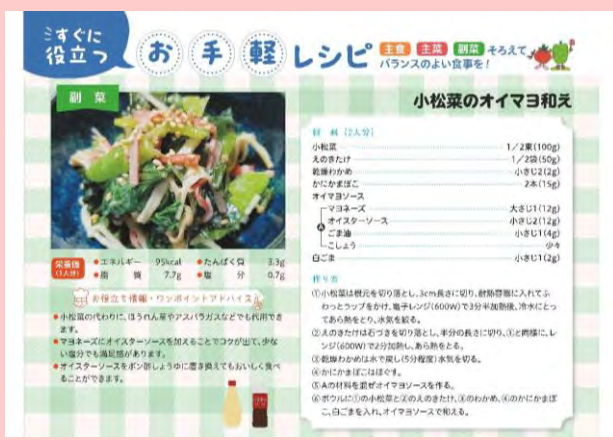 すぐに
役立つ
お手軽レシピ
主食 主菜 副菜 そろえて
バランスのよい食事を!
副菜
小松菜のオイマヨ和え
材料(2人分)
小松菜 1/2束(100g)
えのきたけ 1/2袋(50g)
乾燥わかめ 小さじ2(2g)
かにかまぼこ 2本(15g)
オイマヨソース
マヨネーズ 大さじ1(12g)
オイスターソース 小さじ2(12g)
A
ごま油 小さじ1(4g)
こしょう 少々
白ごま 小さじ1(2g)
栄養価
(1人分)
●エネルギー 95kcal ●たんぱく質 3.3g
●脂質 7.7g ●塩分 0.7g
お役立ち情報・ワンポイントアドバイス
●小松菜の代わりに、ほうれん草やアスパラガスなどでも代用でき
ます。
●マヨネーズにオイスターソースを加えることでコクが出て、少な
い塩分でも満足感があります。
●オイスターソースをポン酢しょうゆに置き換えてもおいしく食べ
ることができます。
作り方
①小松菜は根元を切り落とし、3cm長さに切り、耐熱容器に入れてふ
わっとラップをかけ、電子レンジ(600W)で3分半加熱後、冷水にとっ
てあら熱をとり、水気を絞る。
②えのきたけは石づきを切り落とし、半分の長さに切り、①と同様に、レ
ンジ(600W)で2分加熱し、あら熱をとる。
③乾燥わかめは水で戻し(5分程度)水気を切る。
④かにかまぼこはほぐす。
⑤Aの材料を混ぜオイマヨソースを作る。
⑥ボウルに①の小松菜と②のえのきたけ、③のわかめ、④のかにかまぼ
こ、白ごまを入れ、オイマヨソースで和える。